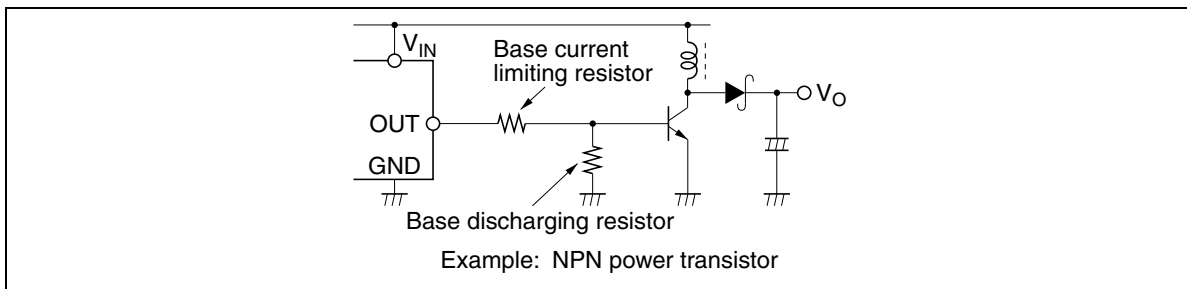 V_IN
Base current
limiting resistor
OUT
V_O
GND
Base discharging resistor
Example: NPN power transistor